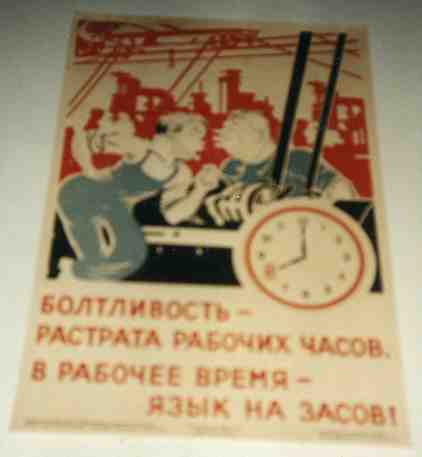 БОЛТЛИВОСТЬ –
РАСТРАТА РАБОЧИХ ЧАСОВ.
В РАБОЧЕЕ ВРЕМЯ –
ЯЗЫК НА ЗАСОВ!